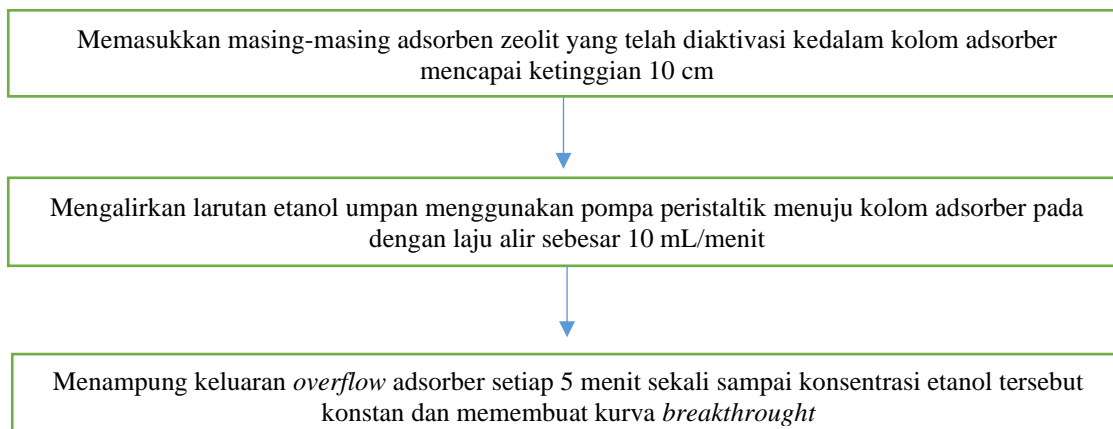 Memasukkan masing-masing adsorben zeolit yang telah diaktivasi kedalam kolom adsorber
mencapai ketinggian 10 cm
Mengalirkan larutan etanol umpan menggunakan pompa peristaltik menuju kolom adsorber pada
dengan laju alir sebesar 10 mL/menit
Menampung keluaran overflow adsorber setiap 5 menit sekali sampai konsentrasi etanol tersebut
konstan dan memembuat kurva breakthrought